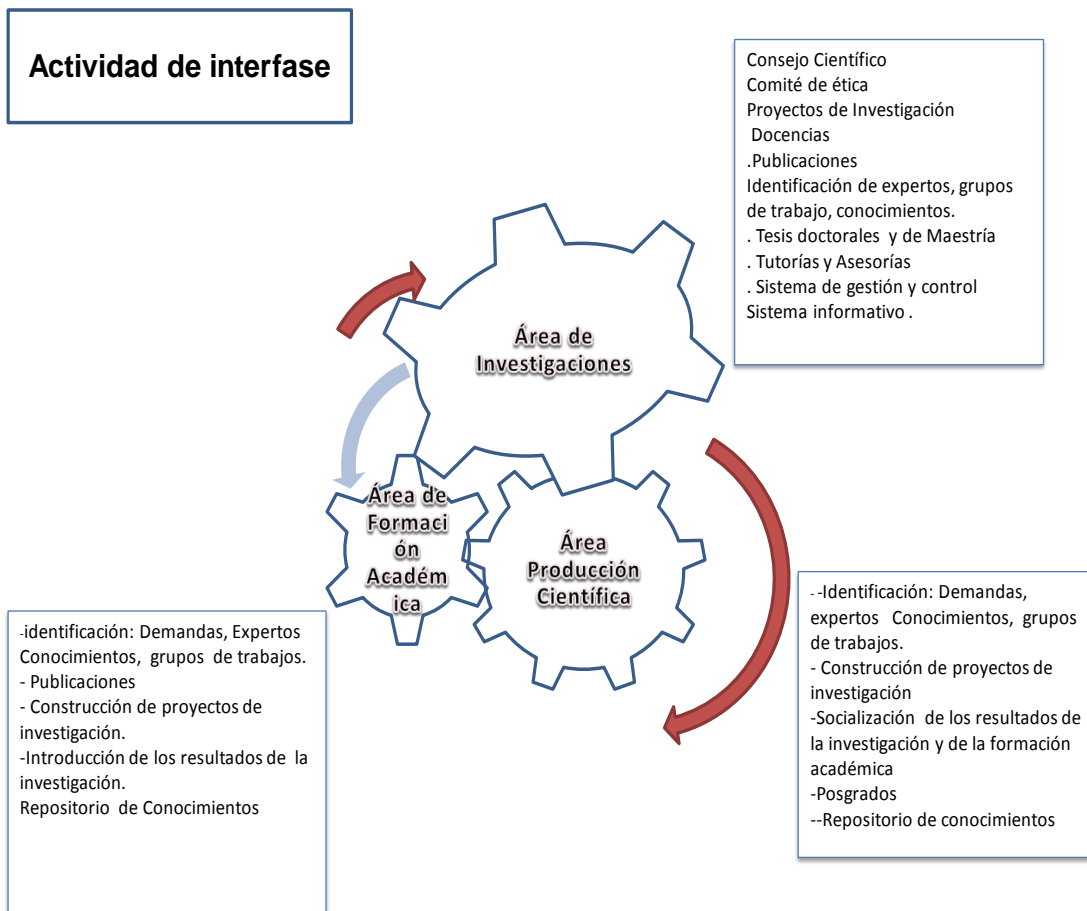 Actividad de interfase
Consejo Científico
Comité de ética
Proyectos de Investigación
Docencias
.Publicaciones
Identificación de expertos, grupos
de trabajo, conocimientos.
. Tesis doctorales y de Maestría
. Tutorías y Asesorías
. Sistema de gestión y control
Sistema informativo .
Área de
Investigaciones
Área de
Formaci
ón
Académ
ica
Área
Producción
Científica
-identificación: Demandas, Expertos
Conocimientos, grupos de trabajos.
- Publicaciones
- Construcción de proyectos de
investigación.
-Introducción de los resultados de la
investigación.
Repositorio de Conocimientos
- -Identificación: Demandas,
expertos Conocimientos, grupos
de trabajos.
- Construcción de proyectos de
investigación
-Socialización de los resultados de
la investigación y de la formación
académica
-Posgrados
--Repositorio de conocimientos